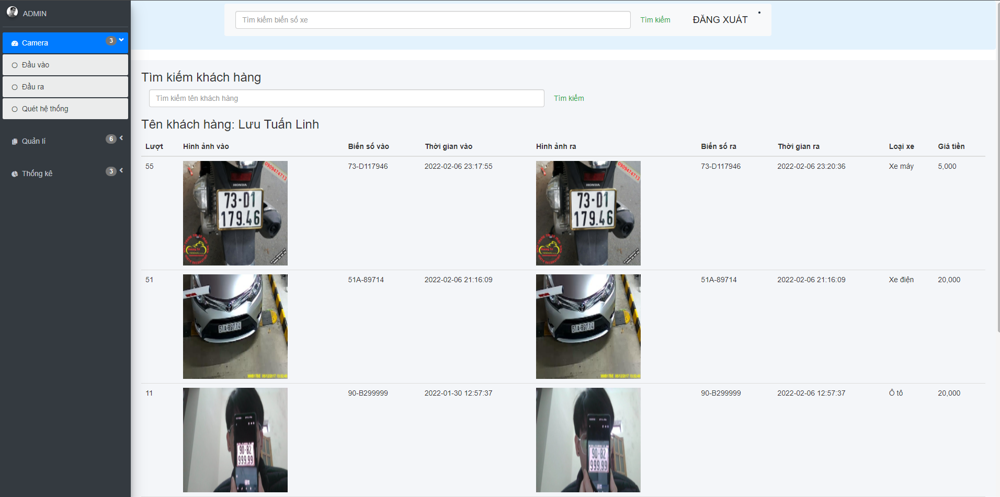 ADMIN
Camera 3
Đầu vào
Đầu ra
Quét hệ thống
Quản lí 6
Thống kê 3
Tìm kiếm biển số xe Tìm kiếm ĐĂNG XUẤT
Tìm kiếm khách hàng
Tìm kiếm tên khách hàng Tìm kiếm
Tên khách hàng: Lưu Tuấn Linh
Lượt Hình ảnh vào Biển số vào Thời gian vào Hình ảnh ra Biển số ra Thời gian ra Loại xe Giá tiền
55 73-D117946 2022-02-06 23:17:55 73-D117946 2022-02-06 23:20:36 Xe máy 5,000
0909474713
HONDA
73-D1
179.46
0909474713
HONDA
73-D1
179.46
51 51A-89714 2022-02-06 21:16:09 51A-89714 2022-02-06 21:16:09 Xe điện 20,000
51A-897.14
51A-897.14
11 90-B299999 2022-01-30 12:57:37 90-B299999 2022-02-06 12:57:37 Ô tô 20,000
90-B2
999.99
90-B2
999.99